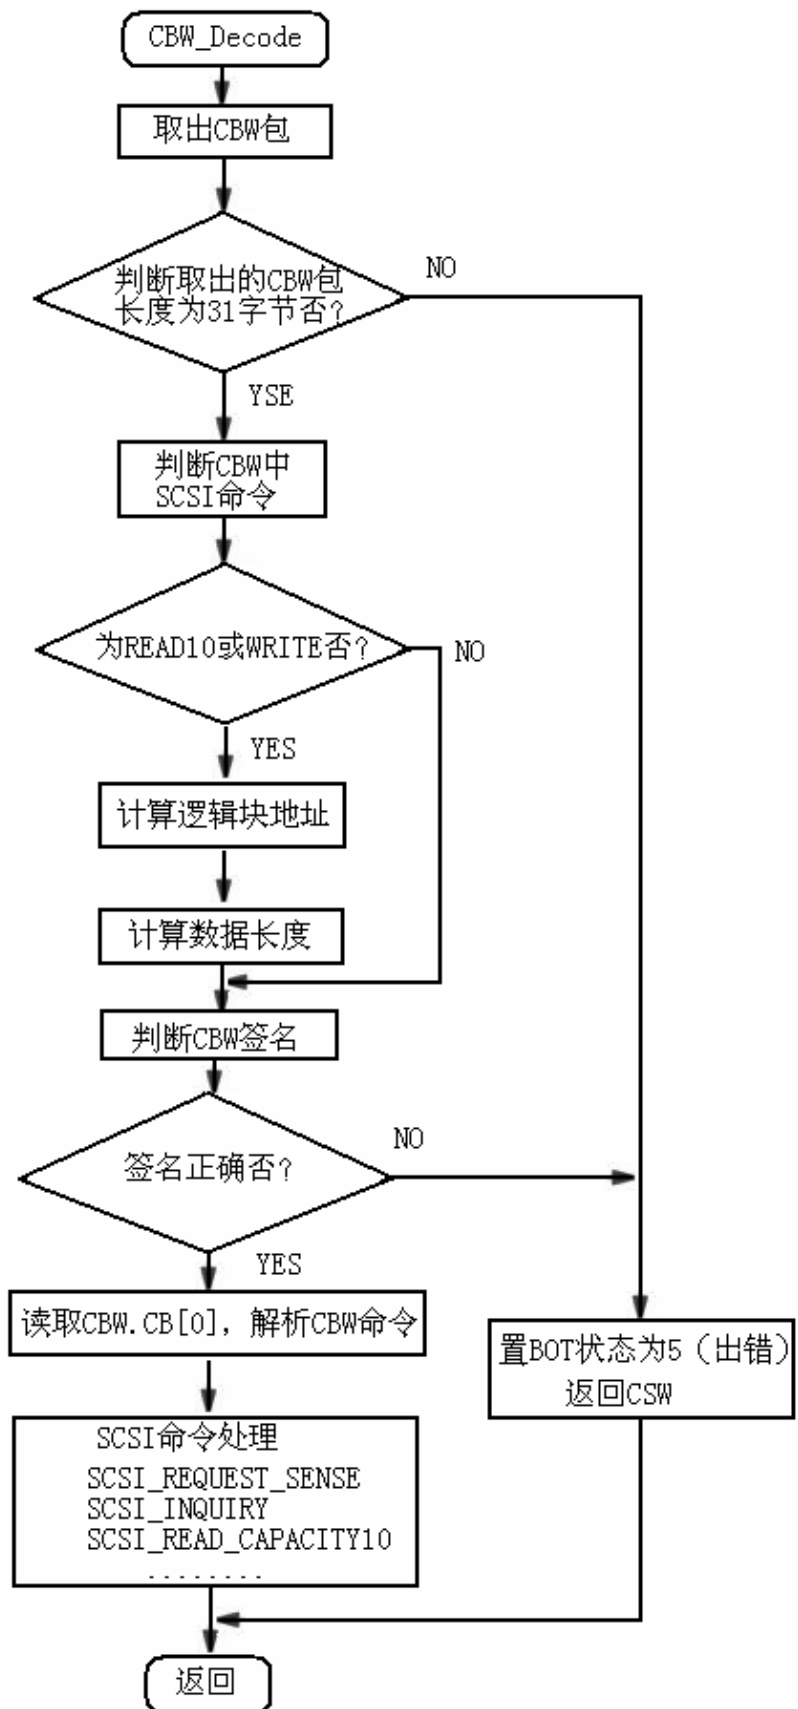 CBW_Decode
取出CBW包
判断取出的CBW包
长度为31字节否?
NO
YSE
判断CBW中
SCSI命令
为READ10或WRITE否?
NO
YES
计算逻辑块地址
计算数据长度
判断CBW签名
签名正确否?
NO
YES
读取CBW.CB[0], 解析CBW命令
置BOT状态为5（出错）
返回CSW
SCSI命令处理
SCSI_REQUEST_SENSE
SCSI_INQUIRY
SCSI_READ_CAPACITY10
........
返回